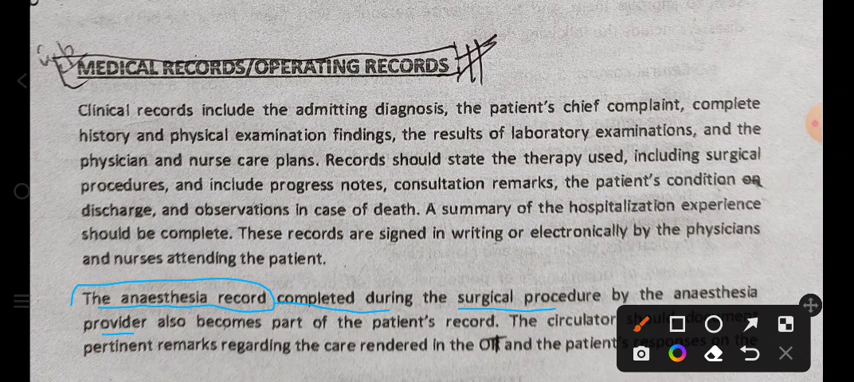 MEDICAL RECORDS/OPERATING RECORDS
Clinical records include the admitting diagnosis, the patient's chief complaint, complete
history and physical examination findings, the results of laboratory examinations, and the
physician and nurse care plans. Records should state the therapy used, including surgical
procedures, and include progress notes, consultation remarks, the patient's condition on
discharge, and observations in case of death. A summary of the hospitalization experience
should be complete. These records are signed in writing or electronically by the physicians
and nurses attending the patient.
The anaesthesia record completed during the surgical procedure by the anaesthesia
provider also becomes part of the patient's record. The circulator
pertinent remarks regarding the care rendered in the OT and the patient's